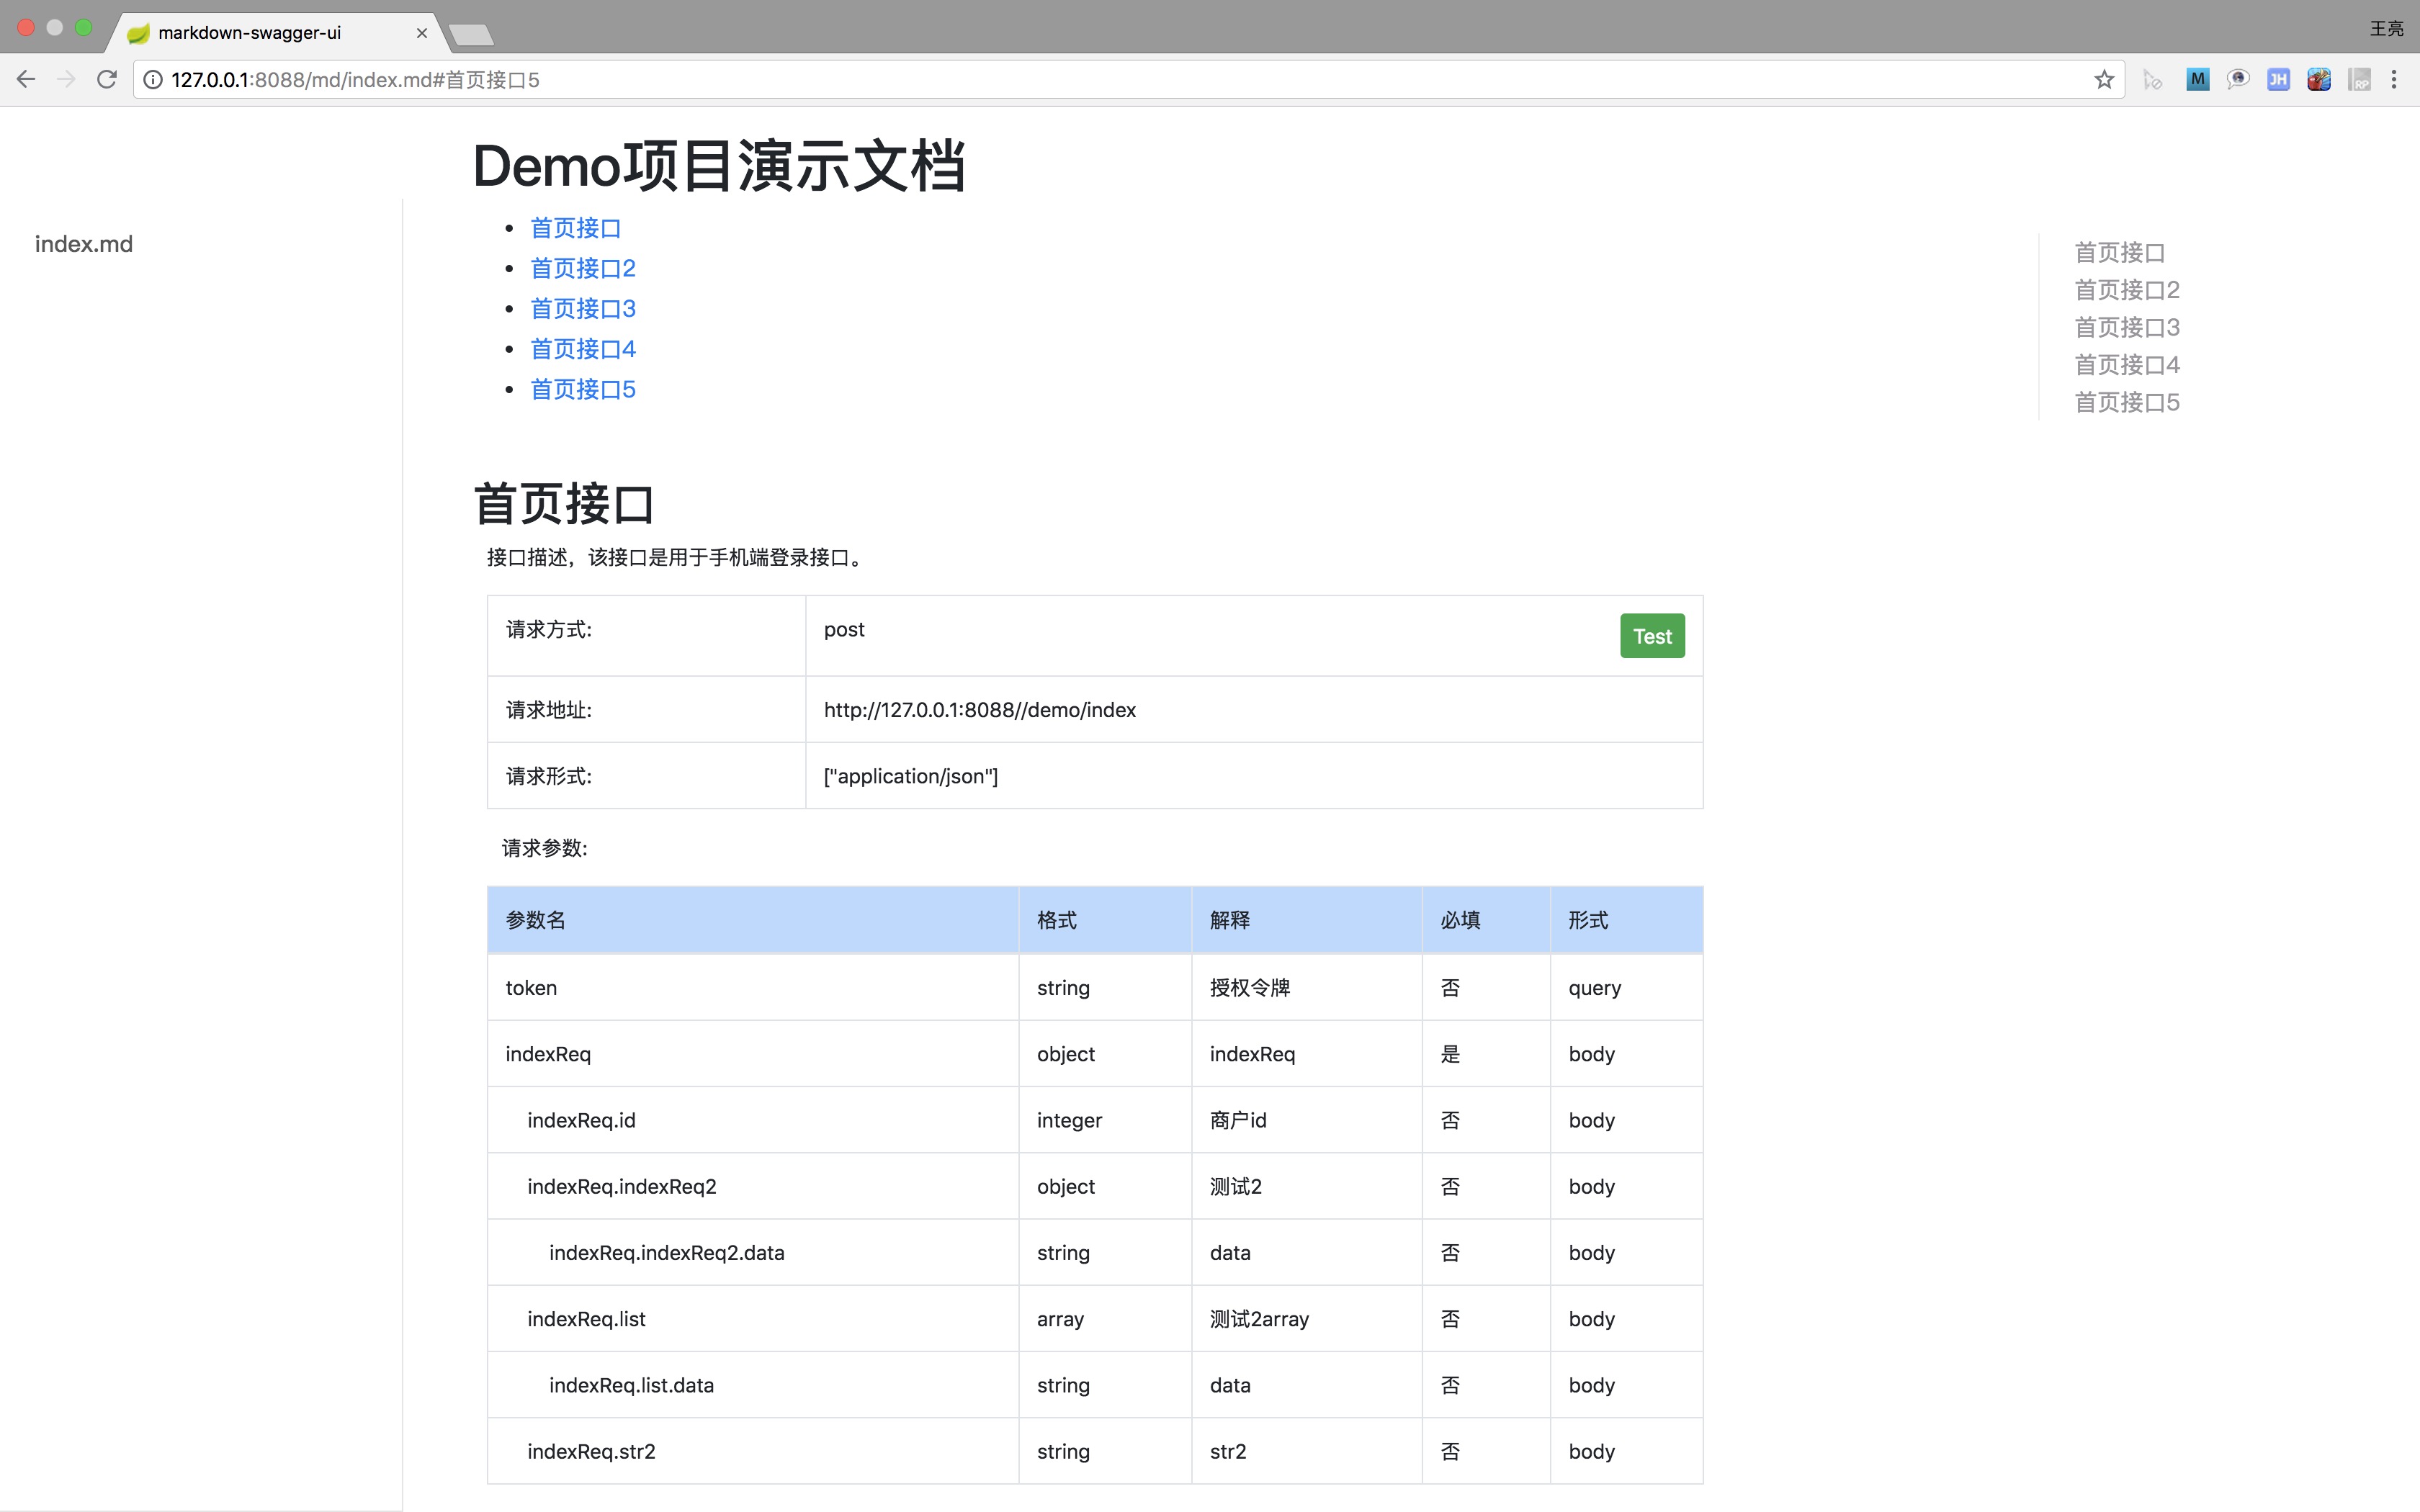 markdown-swagger-ui
王亮
127.0.0.1:8088/md/index.md#首页接口5
M
JH
RP
index.md
Demo项目演示文档
首页接口
首页接口2
首页接口3
首页接口4
首页接口5
首页接口
首页接口2
首页接口3
首页接口4
首页接口5
首页接口
接口描述，该接口是用于手机端登录接口。
请求方式: post Test
请求地址: http://127.0.0.1:8088//demo/index
请求形式: ["application/json"]
请求参数:
参数名 格式 解释 必填 形式
token string 授权令牌 否 query
indexReq object indexReq 是 body
indexReq.id integer 商户id 否 body
indexReq.indexReq2 object 测试2 否 body
indexReq.indexReq2.data string data 否 body
indexReq.list array 测试2array 否 body
indexReq.list.data string data 否 body
indexReq.str2 string str2 否 body